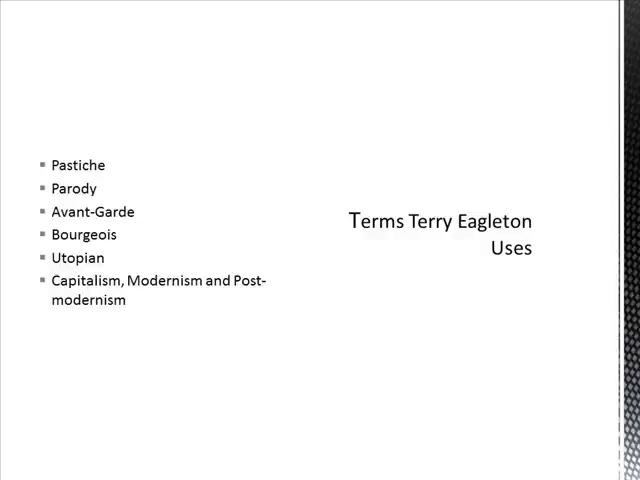 Terms Terry Eagleton
Uses
▪ Pastiche
▪ Parody
▪ Avant-Garde
▪ Bourgeois
▪ Utopian
▪ Capitalism, Modernism and Post-
modernism